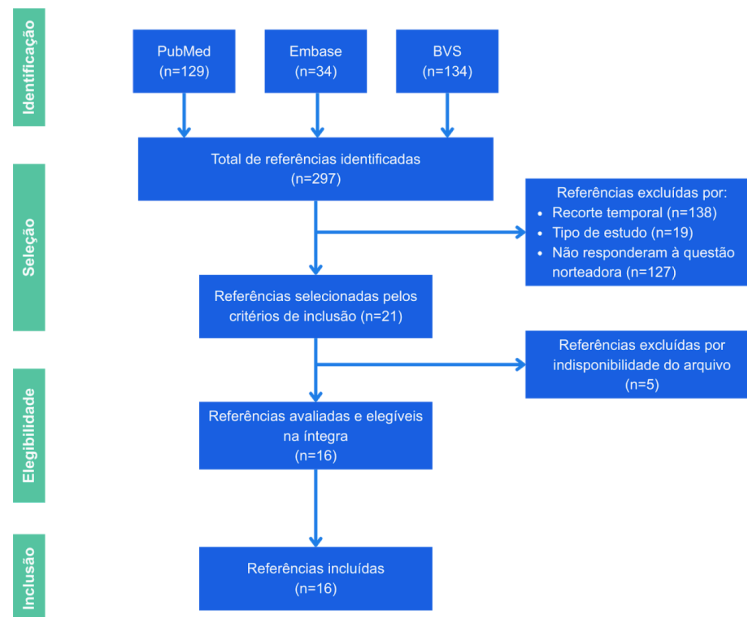 Identificação
PubMed
(n=129)
Embase
(n=34)
BVS
(n=134)
Total de referências identificadas
(n=297)
Seleção
Referências excluídas por:
• Recorte temporal (n=138)
• Tipo de estudo (n=19)
• Não responderam à questão
norteadora (n=127)
Referências selecionadas pelos
critérios de inclusão (n=21)
Referências excluídas por
indisponibilidade do arquivo
(n=5)
Elegibilidade
Referências avaliadas e elegíveis
na íntegra
(n=16)
Inclusão
Referências incluídas
(n=16)